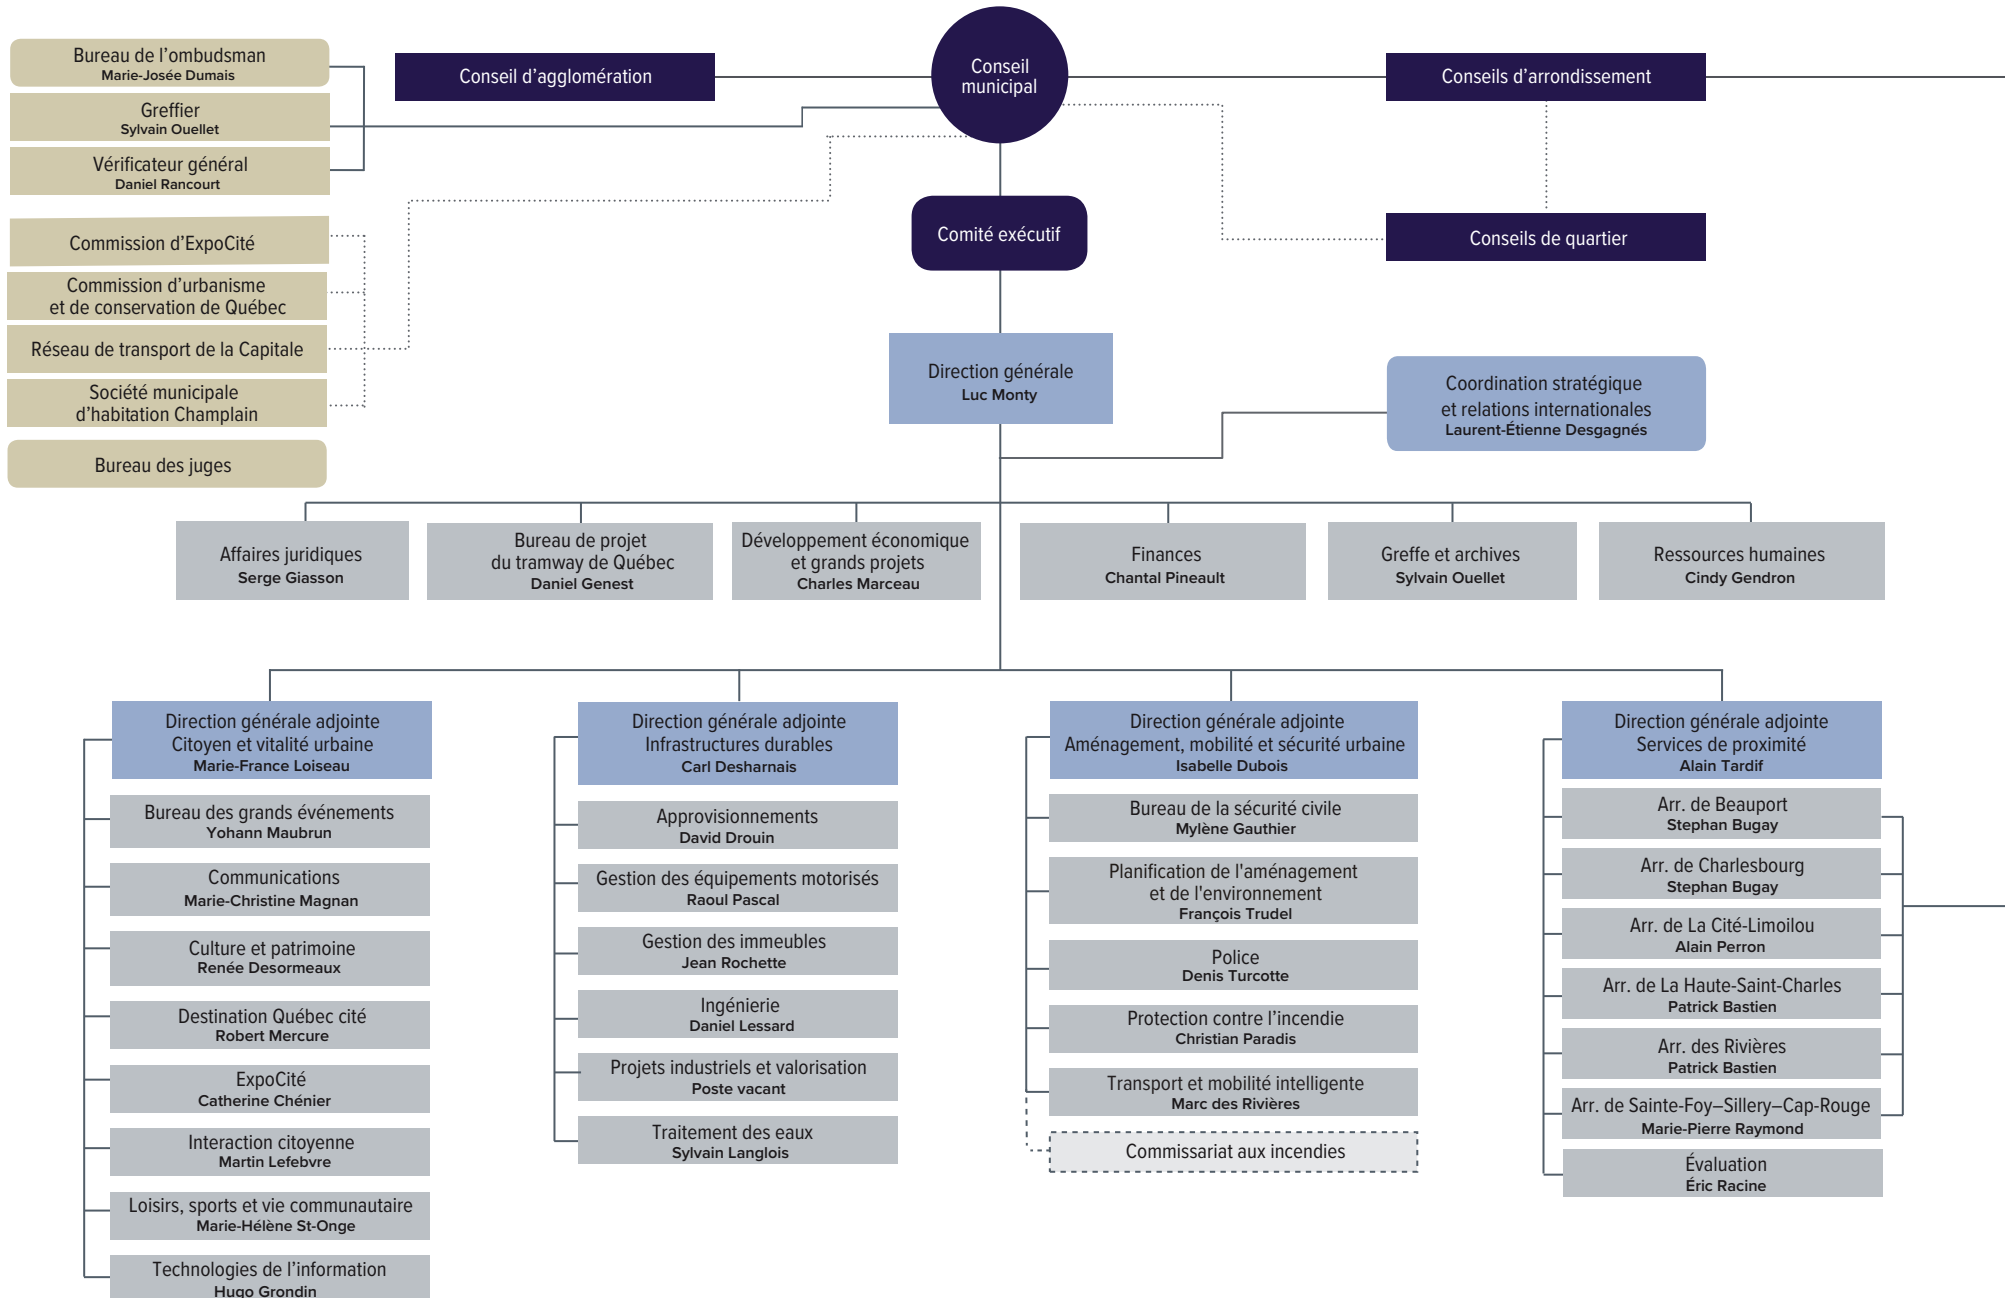 Bureau de l'ombudsman
Marie-Josée Dumais
Greffier
Sylvain Ouellet
Vérificateur général
Daniel Rancourt
Commission d'ExpoCité
Commission d'urbanisme
et de conservation de Québec
Réseau de transport de la Capitale
Société municipale
d'habitation Champlain
Bureau des juges
Conseil d'agglomération
Conseil
municipal
Conseils d'arrondissement
Comité exécutif
Conseils de quartier
Direction générale
Luc Monty
Coordination stratégique
et relations internationales
Laurent-Étienne Desgagnés
Affaires juridiques
Serge Giasson
Bureau de projet
du tramway de Québec
Daniel Genest
Développement économique
et grands projets
Charles Marceau
Finances
Chantal Pineault
Greffe et archives
Sylvain Ouellet
Ressources humaines
Cindy Gendron
Direction générale adjointe
Citoyen et vitalité urbaine
Marie-France Loiseau
Bureau des grands événements
Yohann Maubrun
Communications
Marie-Christine Magnan
Culture et patrimoine
Renée Desormeaux
Destination Québec cité
Robert Mercure
ExpoCité
Catherine Chénier
Interaction citoyenne
Martin Lefebvre
Loisirs, sports et vie communautaire
Marie-Hélène St-Onge
Technologies de l'information
Hugo Grondin
Direction générale adjointe
Infrastructures durables
Carl Desharnais
Approvisionnements
David Drouin
Gestion des équipements motorisés
Raoul Pascal
Gestion des immeubles
Jean Rochette
Ingénierie
Daniel Lessard
Projets industriels et valorisation
Poste vacant
Traitement des eaux
Sylvain Langlois
Direction générale adjointe
Aménagement, mobilité et sécurité urbaine
Isabelle Dubois
Bureau de la sécurité civile
Mylène Gauthier
Planification de l'aménagement
et de l'environnement
François Trudel
Police
Denis Turcotte
Protection contre l'incendie
Christian Paradis
Transport et mobilité intelligente
Marc des Rivières
Commissariat aux incendies
Direction générale adjointe
Services de proximité
Alain Tardif
Arr. de Beauport
Stephan Bugay
Arr. de Charlesbourg
Stephan Bugay
Arr. de La Cité-Limoilou
Alain Perron
Arr. de La Haute-Saint-Charles
Patrick Bastien
Arr. des Rivières
Patrick Bastien
Arr. de Sainte-Foy–Sillery–Cap-Rouge
Marie-Pierre Raymond
Évaluation
Éric Racine